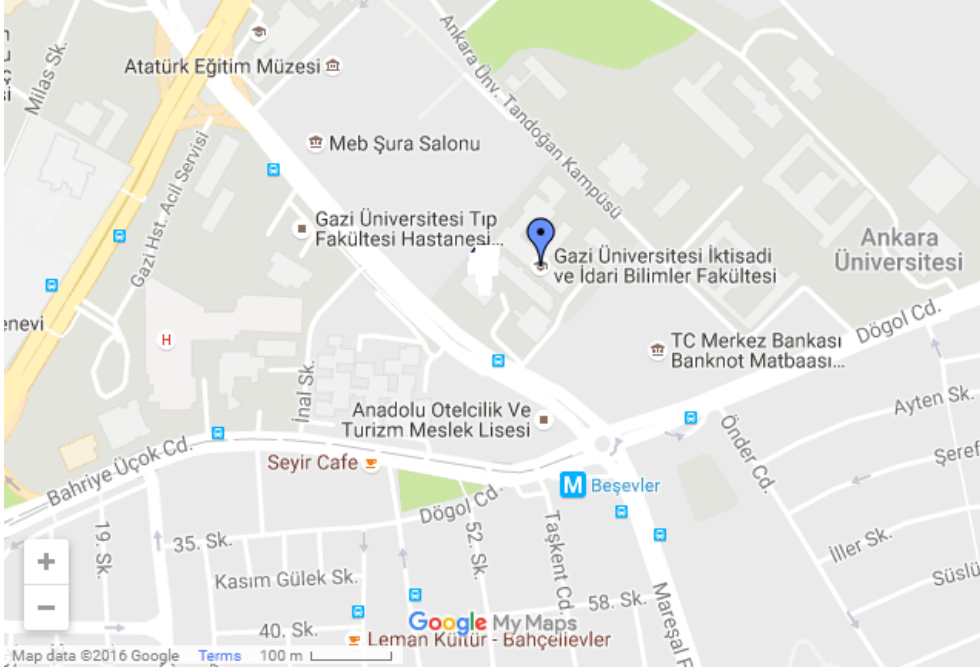 Milas Sk.
Atatürk Eğitim Müzesi
Ankara Ünv. Tandoğan Kampüsü
Meb Şura Salonu
Gazi Hst. Acil Servisi
Gazi Üniversitesi Tıp
Fakültesi Hastanesi...
Gazi Üniversitesi İktisadi
ve İdari Bilimler Fakültesi
Ankara
Üniversitesi
enevi
H
Dögol Cd.
TC Merkez Bankası
Banknot Matbaası...
İnal Sk.
Anadolu Otelcilik Ve
Turizm Meslek Lisesi
Ayten Sk.
Önder Cd.
Şeref
Bahriye Üçok Cd.
Seyir Cafe
M Beşevler
Dögol Cd.
19. Sk.
35. Sk.
52. Sk.
Taşkent Cd.
İller Sk.
Süslü
Kasım Gülek Sk.
58. Sk.
Mareşal F
40. Sk.
Google My Maps
Leman Kültür - Bahçelievler
+
−
Map data ©2016 Google Terms 100 m